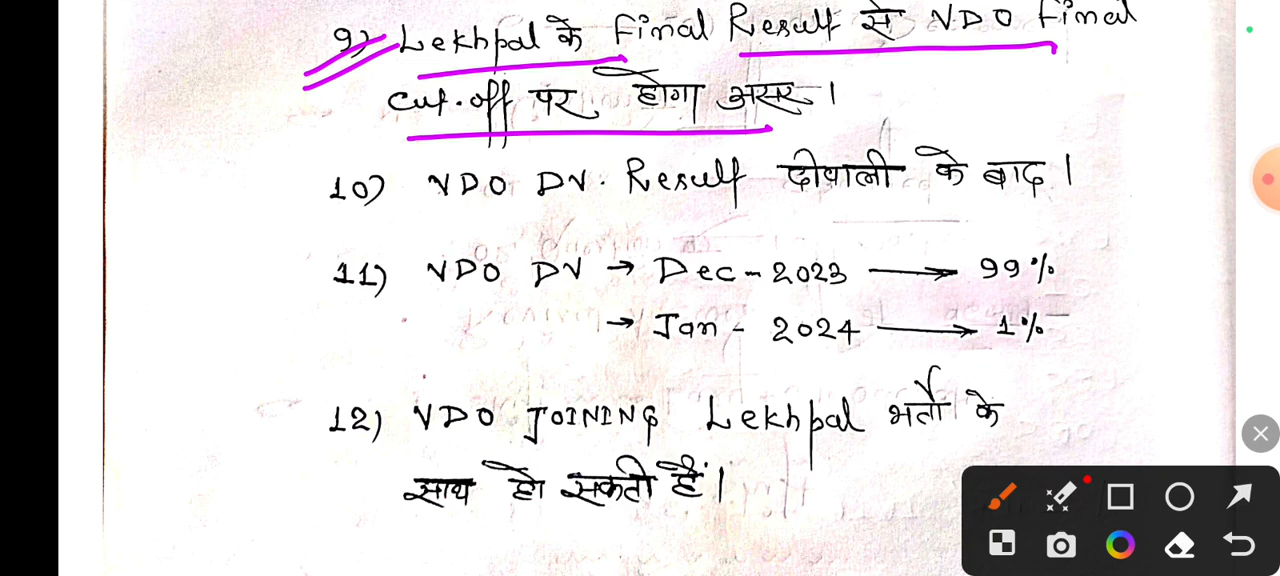 9) Lekhpal के Final Result से VDO Final
Cut.off पर होगा असर।
10) VDO DV. Result दीवाली के बाद।
11) VDO DV → Dec-2023 → 99%
→ Jan - 2024 → 1%
12) VDO JOINING Lekhpal भर्ती के
साथ हो सकती हैं।